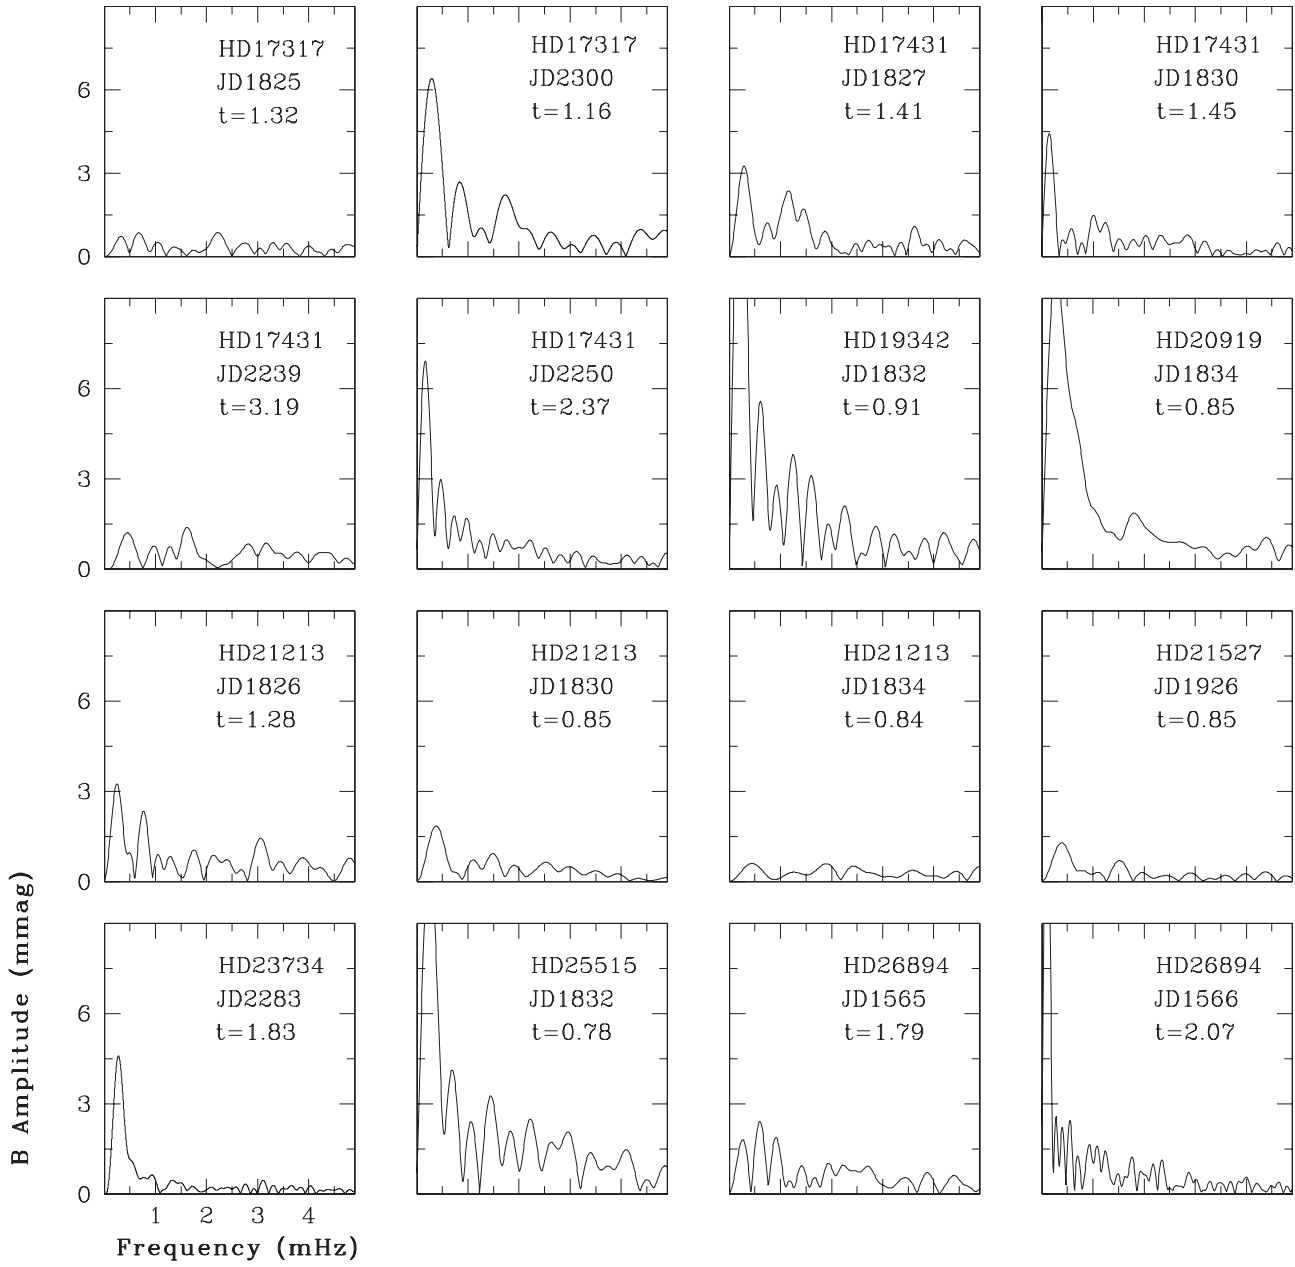 HD17317
JD1825
t=1.32
HD17317
JD2300
t=1.16
HD17431
JD1827
t=1.41
HD17431
JD1830
t=1.45
6
3
0
HD17431
JD2239
t=3.19
HD17431
JD2250
t=2.37
HD19342
JD1832
t=0.91
HD20919
JD1834
t=0.85
6
3
0
HD21213
JD1826
t=1.28
HD21213
JD1830
t=0.85
HD21213
JD1834
t=0.84
HD21527
JD1926
t=0.85
6
3
0
HD23734
JD2283
t=1.83
HD25515
JD1832
t=0.78
HD26894
JD1565
t=1.79
HD26894
JD1566
t=2.07
6
3
0
1 2 3 4
Frequency (mHz)
B Amplitude (mmag)